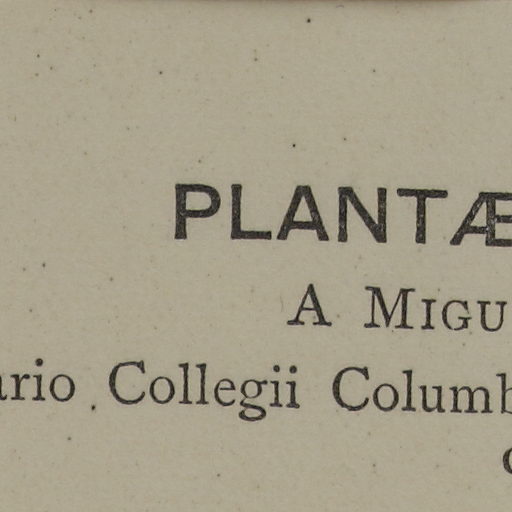 PLANTÆ
A MIGU
ario Collegii Columb
c